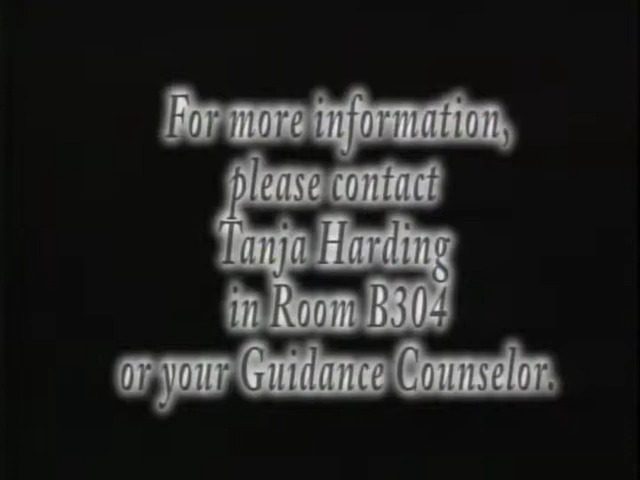 For more information,
please contact
Tanja Harding
in Room B304
or your Guidance Counselor.